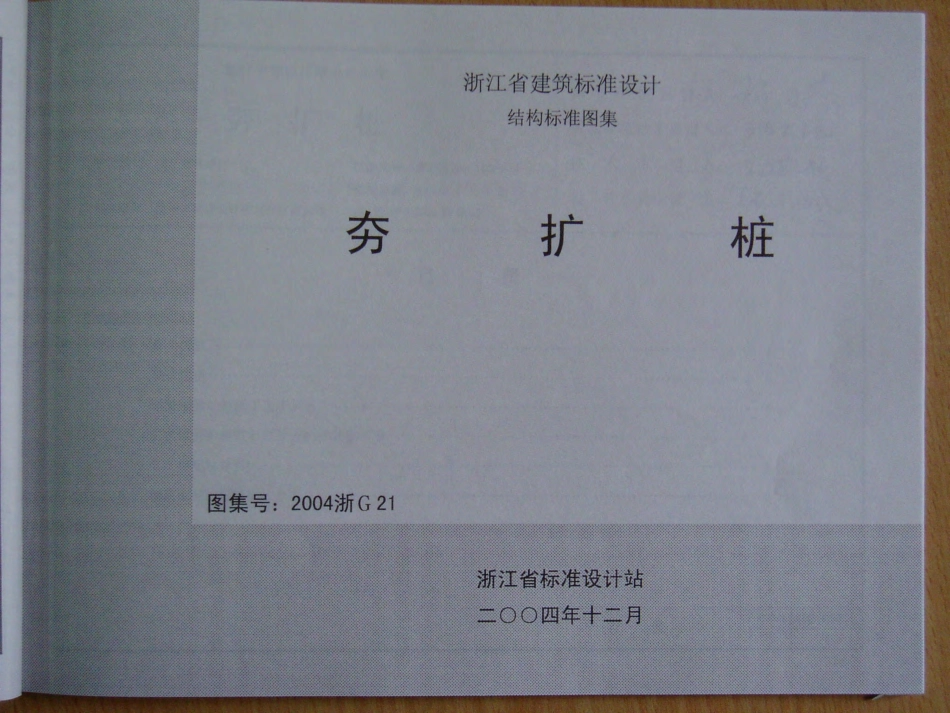 浙江省建筑标准设计
结构标准图集
夯 扩 桩
图集号：2004浙G 21
浙江省标准设计站
二〇〇四年十二月